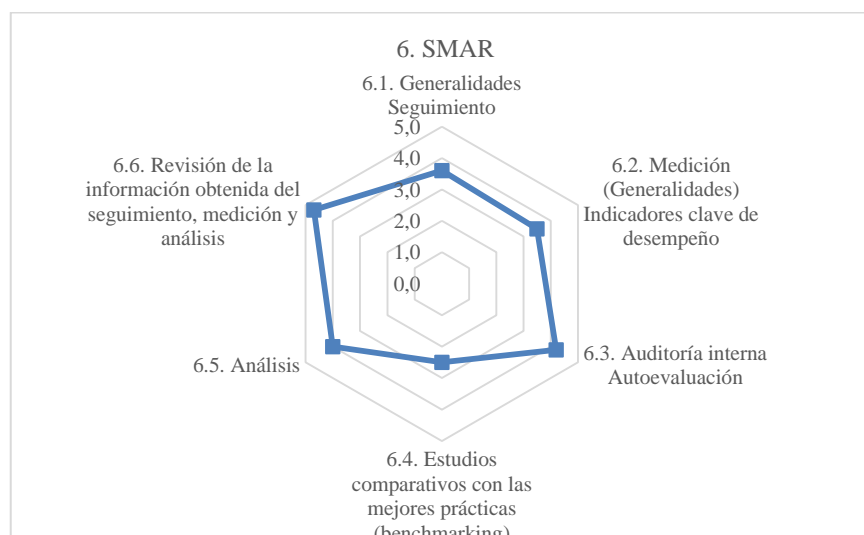 6. SMAR
6.1. Generalidades
Seguimiento
5,0
4,0
3,0
2,0
1,0
0,0
6.2. Medición
(Generalidades)
Indicadores clave de
desempeño
6.3. Auditoría interna
Autoevaluación
6.4. Estudios
comparativos con las
mejores prácticas
(benchmarking)
6.5. Análisis
6.6. Revisión de la
información obtenida del
seguimiento, medición y
análisis